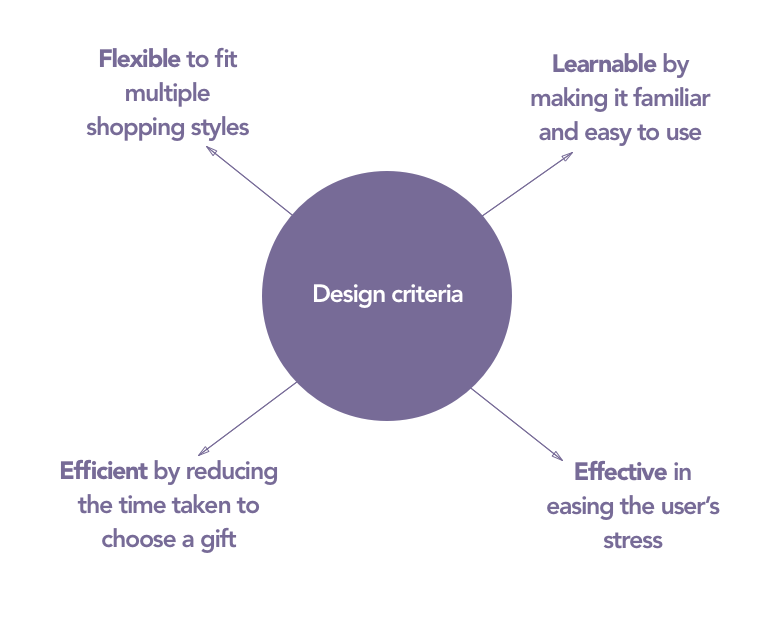 Flexible to fit
multiple
shopping styles
Learnable by
making it familiar
and easy to use
Design criteria
Efficient by reducing
the time taken to
choose a gift
Effective in
easing the user’s
stress